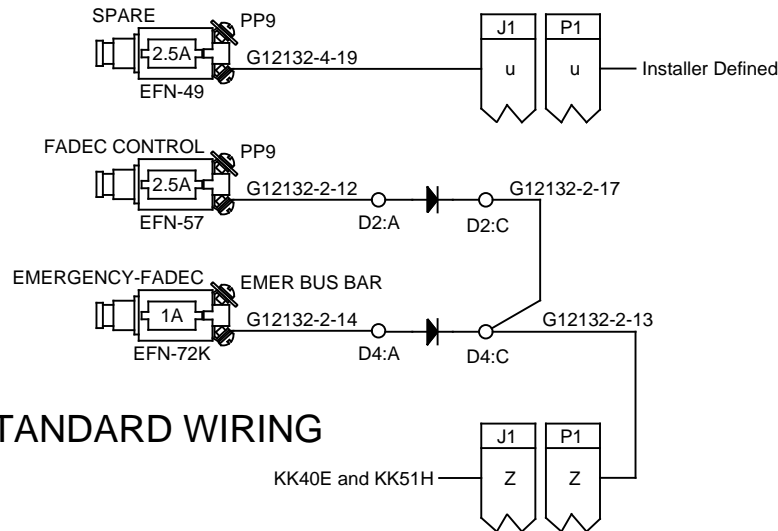 SPARE
PP9
2.5A
G12132-4-19
EFN-49
J1
P1
u
u
Installer Defined
FADEC CONTROL
PP9
2.5A
G12132-2-12
G12132-2-17
EFN-57
D2:A
D2:C
EMERGENCY-FADEC
EMER BUS BAR
1A
G12132-2-14
G12132-2-13
EFN-72K
D4:A
D4:C
TANDARD WIRING
J1
P1
KK40E and KK51H
Z
Z